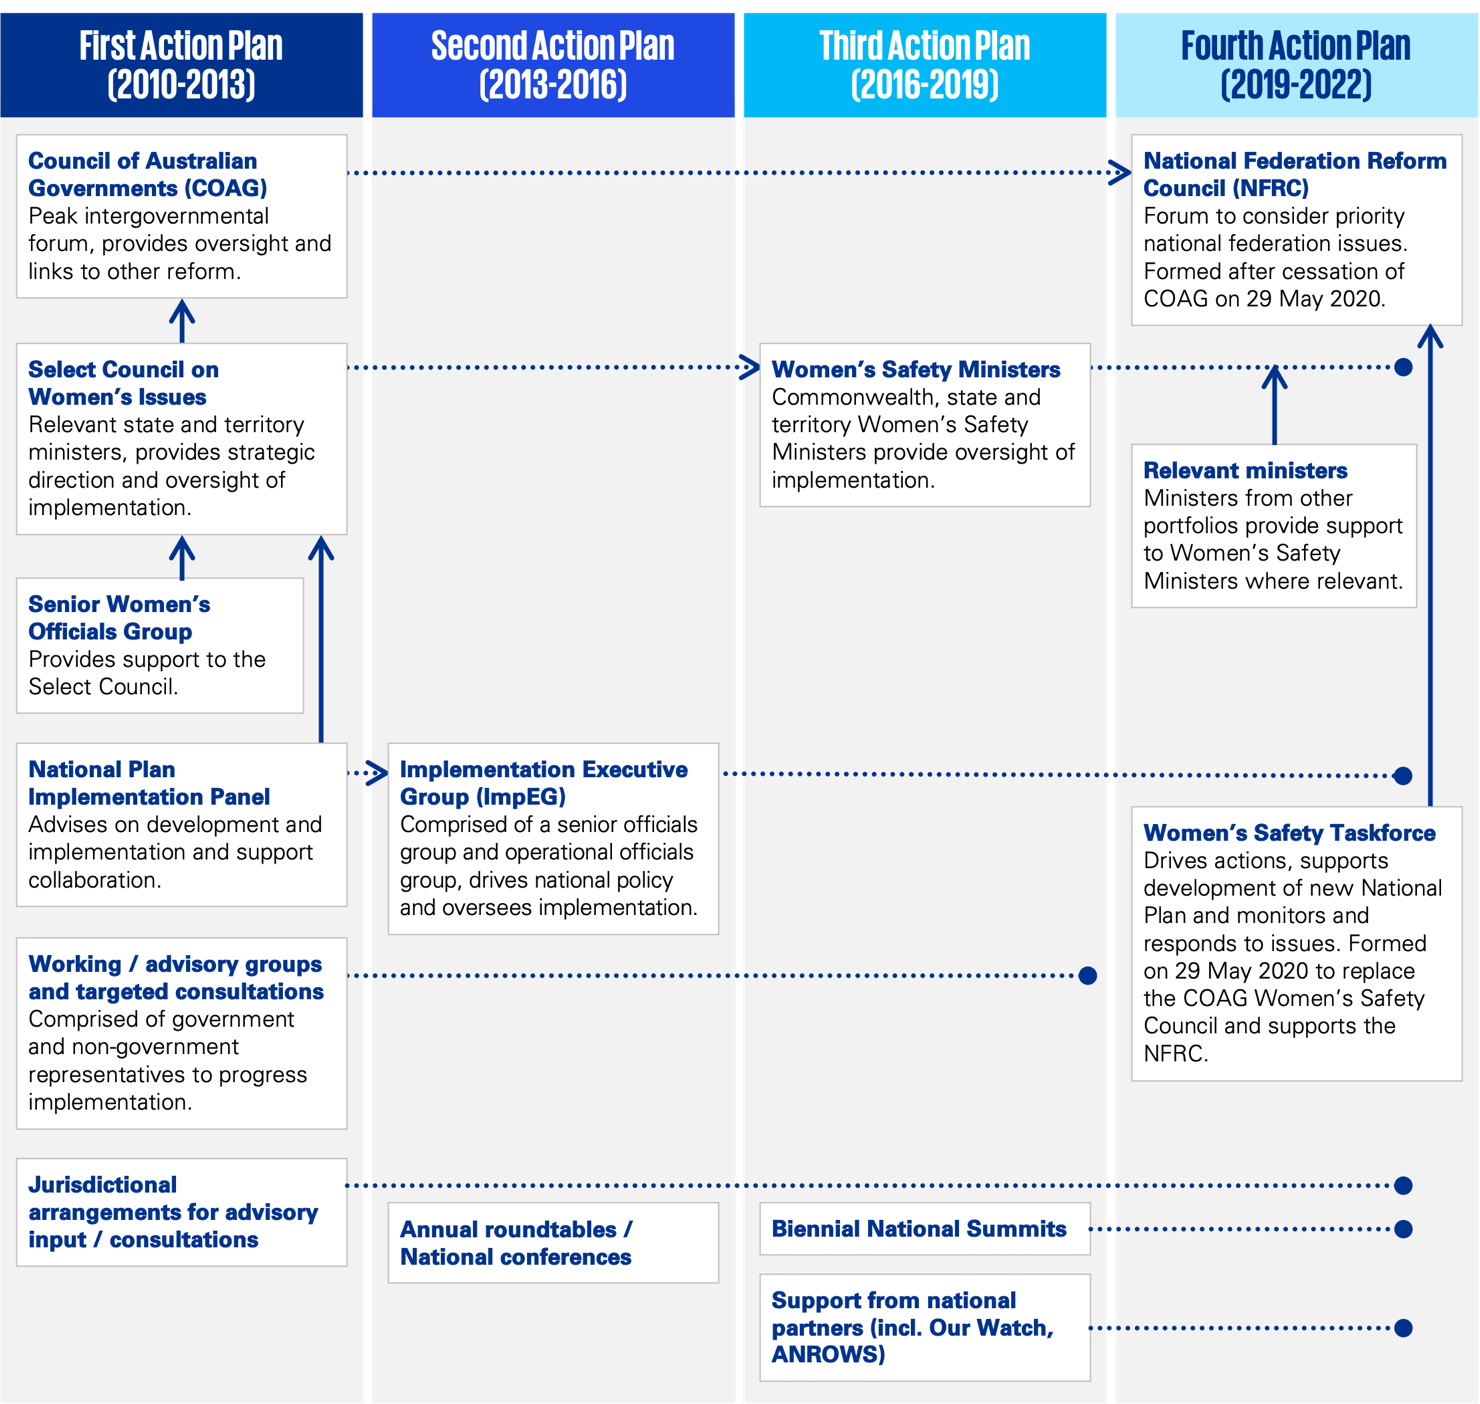 First Action Plan
(2010-2013)
Second Action Plan
(2013-2016)
Third Action Plan
(2016-2019)
Fourth Action Plan
(2019-2022)
Council of Australian
Governments (COAG)
Peak intergovernmental
forum, provides oversight and
links to other reform.
National Federation Reform
Council (NFRC)
Forum to consider priority
national federation issues.
Formed after cessation of
COAG on 29 May 2020.
Select Council on
Women’s Issues
Relevant state and territory
ministers, provides strategic
direction and oversight of
implementation.
Women’s Safety Ministers
Commonwealth, state and
territory Women’s Safety
Ministers provide oversight of
implementation.
Relevant ministers
Ministers from other
portfolios provide support
to Women’s Safety
Ministers where relevant.
Senior Women’s
Officials Group
Provides support to the
Select Council.
National Plan
Implementation Panel
Advises on development and
implementation and support
collaboration.
Implementation Executive
Group (ImpEG)
Comprised of a senior officials
group and operational officials
group, drives national policy
and oversees implementation.
Women’s Safety Taskforce
Drives actions, supports
development of new National
Plan and monitors and
responds to issues. Formed
on 29 May 2020 to replace
the COAG Women’s Safety
Council and supports the
NFRC.
Working / advisory groups
and targeted consultations
Comprised of government
and non-government
representatives to progress
implementation.
Jurisdictional
arrangements for advisory
input / consultations
Annual roundtables /
National conferences
Biennial National Summits
Support from national
partners (incl. Our Watch,
ANROWS)